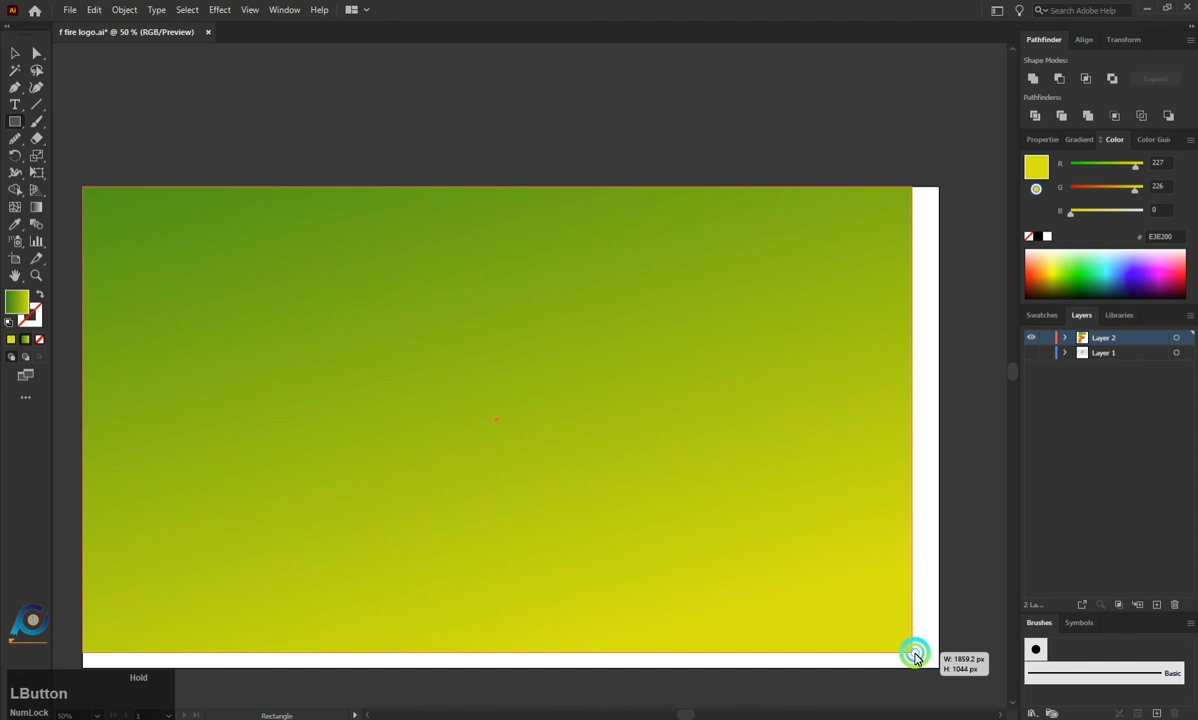 Ai
File Edit Object Type Select Effect View Window Help
Search Adobe Help
f fire logo.ai* @ 50 % (RGB/Preview) ×
Pathfinder Align Transform
Shape Modes:
Expand
Pathfinders:
Propertie Gradient Color Color Gui
R 227
G 226
B 0
# E3E200
Swatches Layers Libraries
Layer 2
Layer 1
2 La...
Brushes Symbols
Basic
W: 1859.2 px
H: 1044 px
Hold
LButton
NumLock
50% 1 Rectangle